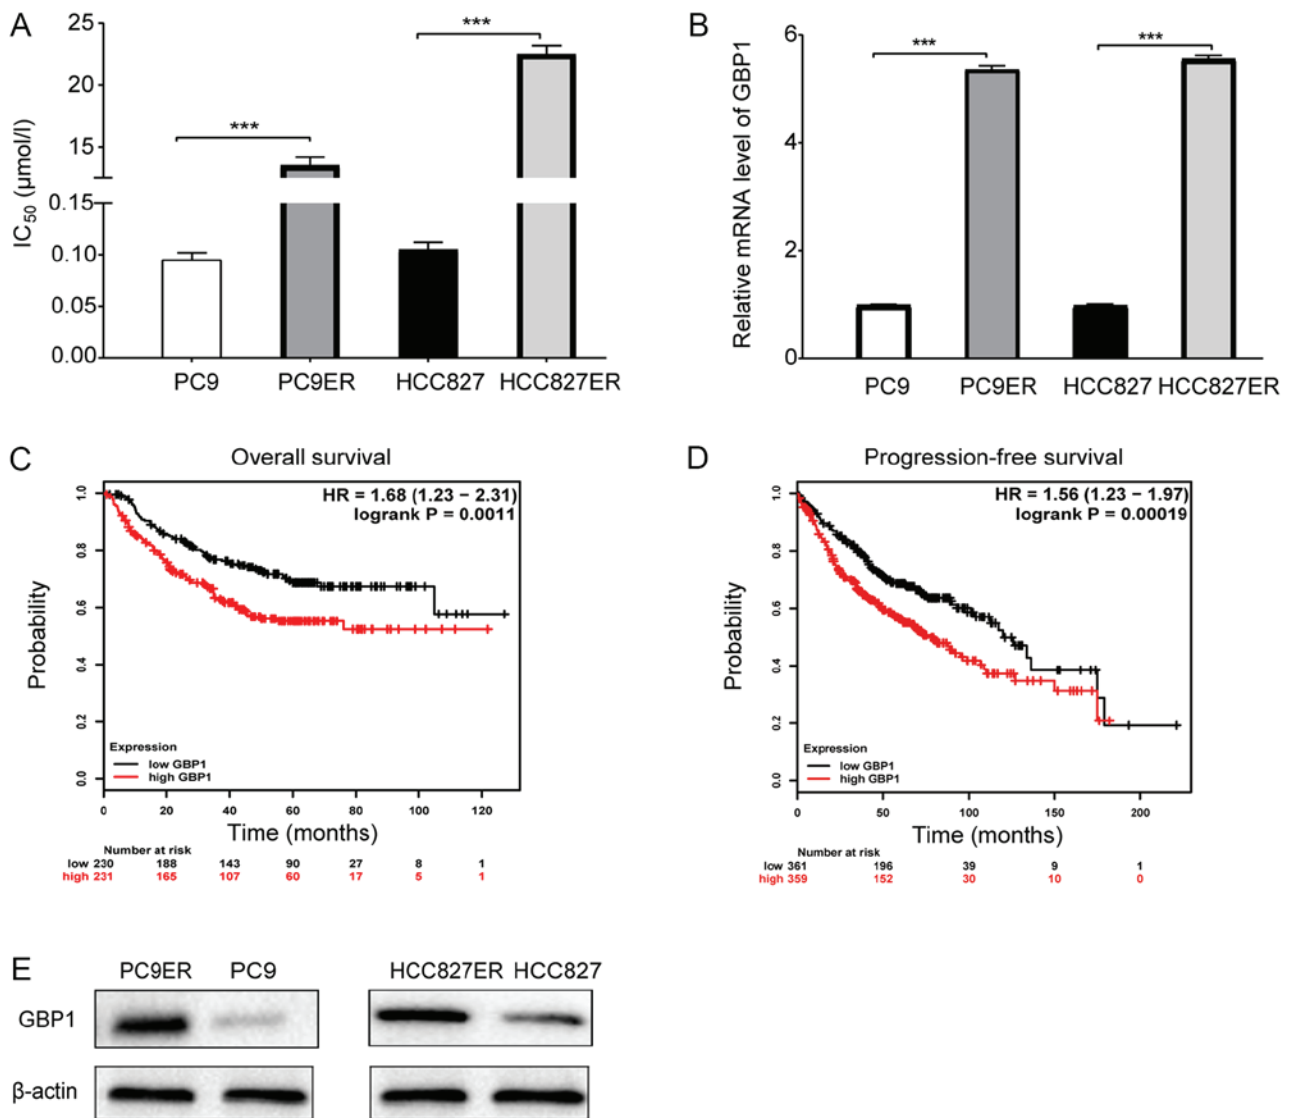 A
IC50 (μmol/l)
25
20
15
0.15
0.10
0.05
0.00
***
***
PC9 PC9ER HCC827 HCC827ER
B
Relative mRNA level of GBP1
6
4
2
0
***
***
PC9 PC9ER HCC827 HCC827ER
C
Overall survival
HR = 1.68 (1.23 − 2.31)
logrank P = 0.0011
Probability
1.0
0.8
0.6
0.4
0.2
0.0
Expression
low GBP1
high GBP1
0 20 40 60 80 100 120
Time (months)
Number at risk
low 230 188 143 90 27 8 1
high 231 165 107 60 17 5 1
D
Progression-free survival
HR = 1.56 (1.23 − 1.97)
logrank P = 0.00019
Probability
1.0
0.8
0.6
0.4
0.2
0.0
Expression
low GBP1
high GBP1
0 50 100 150 200
Time (months)
Number at risk
low 361 196 39 9 1
high 359 152 30 10 0
E
PC9ER PC9 HCC827ER HCC827
GBP1
β-actin